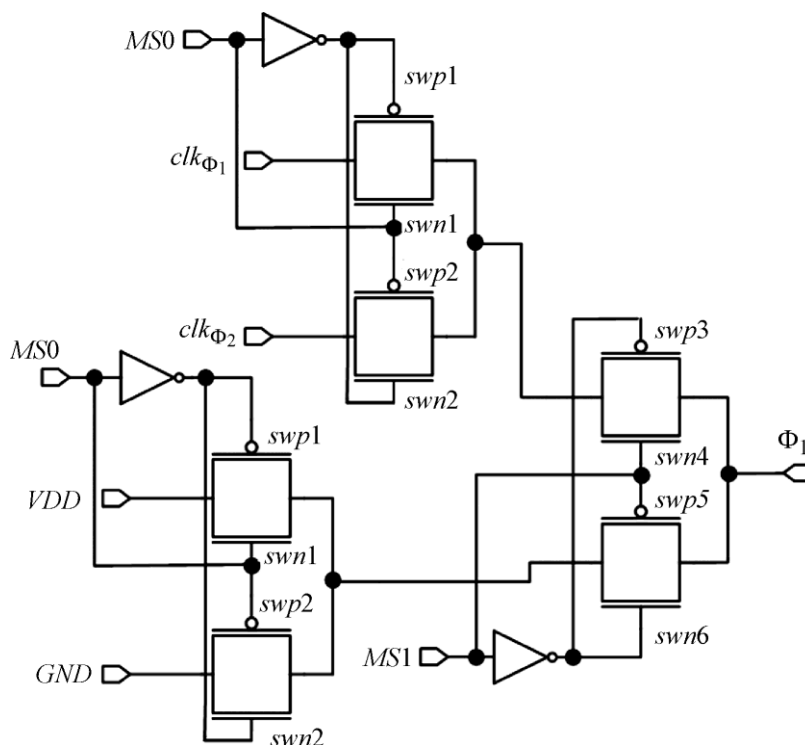 MS0
swp1
clkΦ1
swn1
swp2
clkΦ2
swn2
MS0
swp1
VDD
swn1
swp2
GND
swn2
swp3
swn4
Φ1
swp5
swn6
MS1